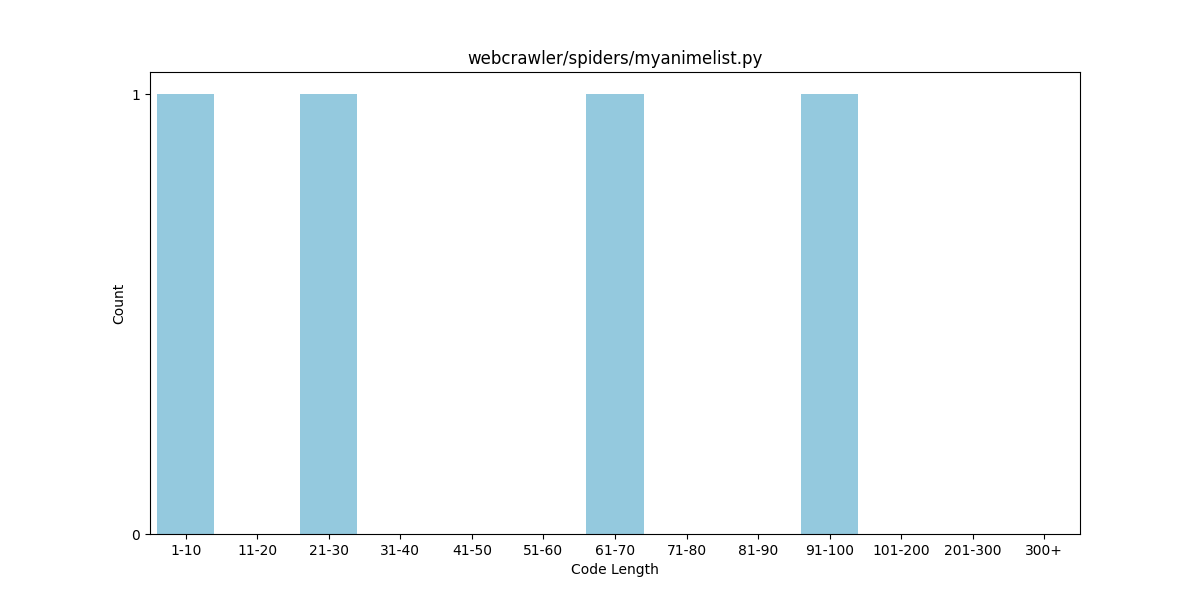 webcrawler/spiders/myanimelist.py
1
Count
0
1-10 11-20 21-30 31-40 41-50 51-60 61-70 71-80 81-90 91-100 101-200 201-300 300+
Code Length